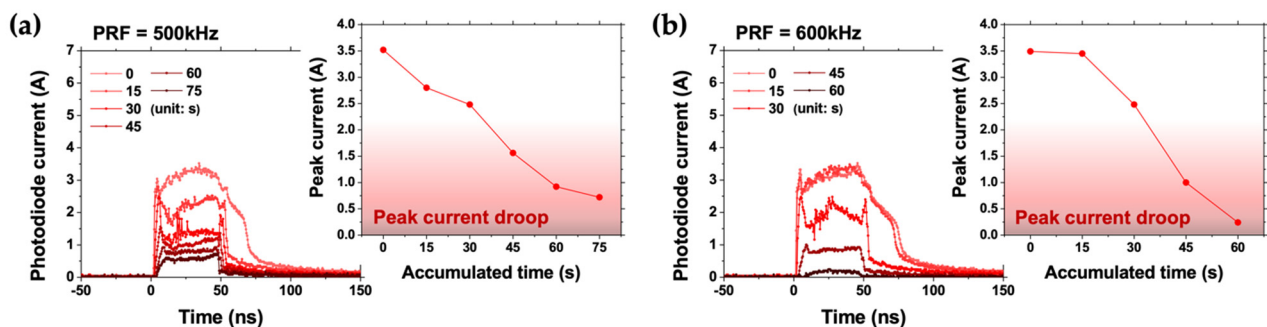 (a)
PRF = 500kHz
Photodiode current (A)
7
6
5
4
3
2
1
0
0 60
15 75
30 (unit: s)
45
-50 0 50 100 150
Time (ns)
Peak current (A)
4.0
3.5
3.0
2.5
2.0
1.5
1.0
0.5
0.0
Peak current droop
0 15 30 45 60 75
Accumulated time (s)
(b)
PRF = 600kHz
Photodiode current (A)
7
6
5
4
3
2
1
0
0 45
15 60
30 (unit: s)
-50 0 50 100 150
Time (ns)
Peak current (A)
4.0
3.5
3.0
2.5
2.0
1.5
1.0
0.5
0.0
Peak current droop
0 15 30 45 60
Accumulated time (s)